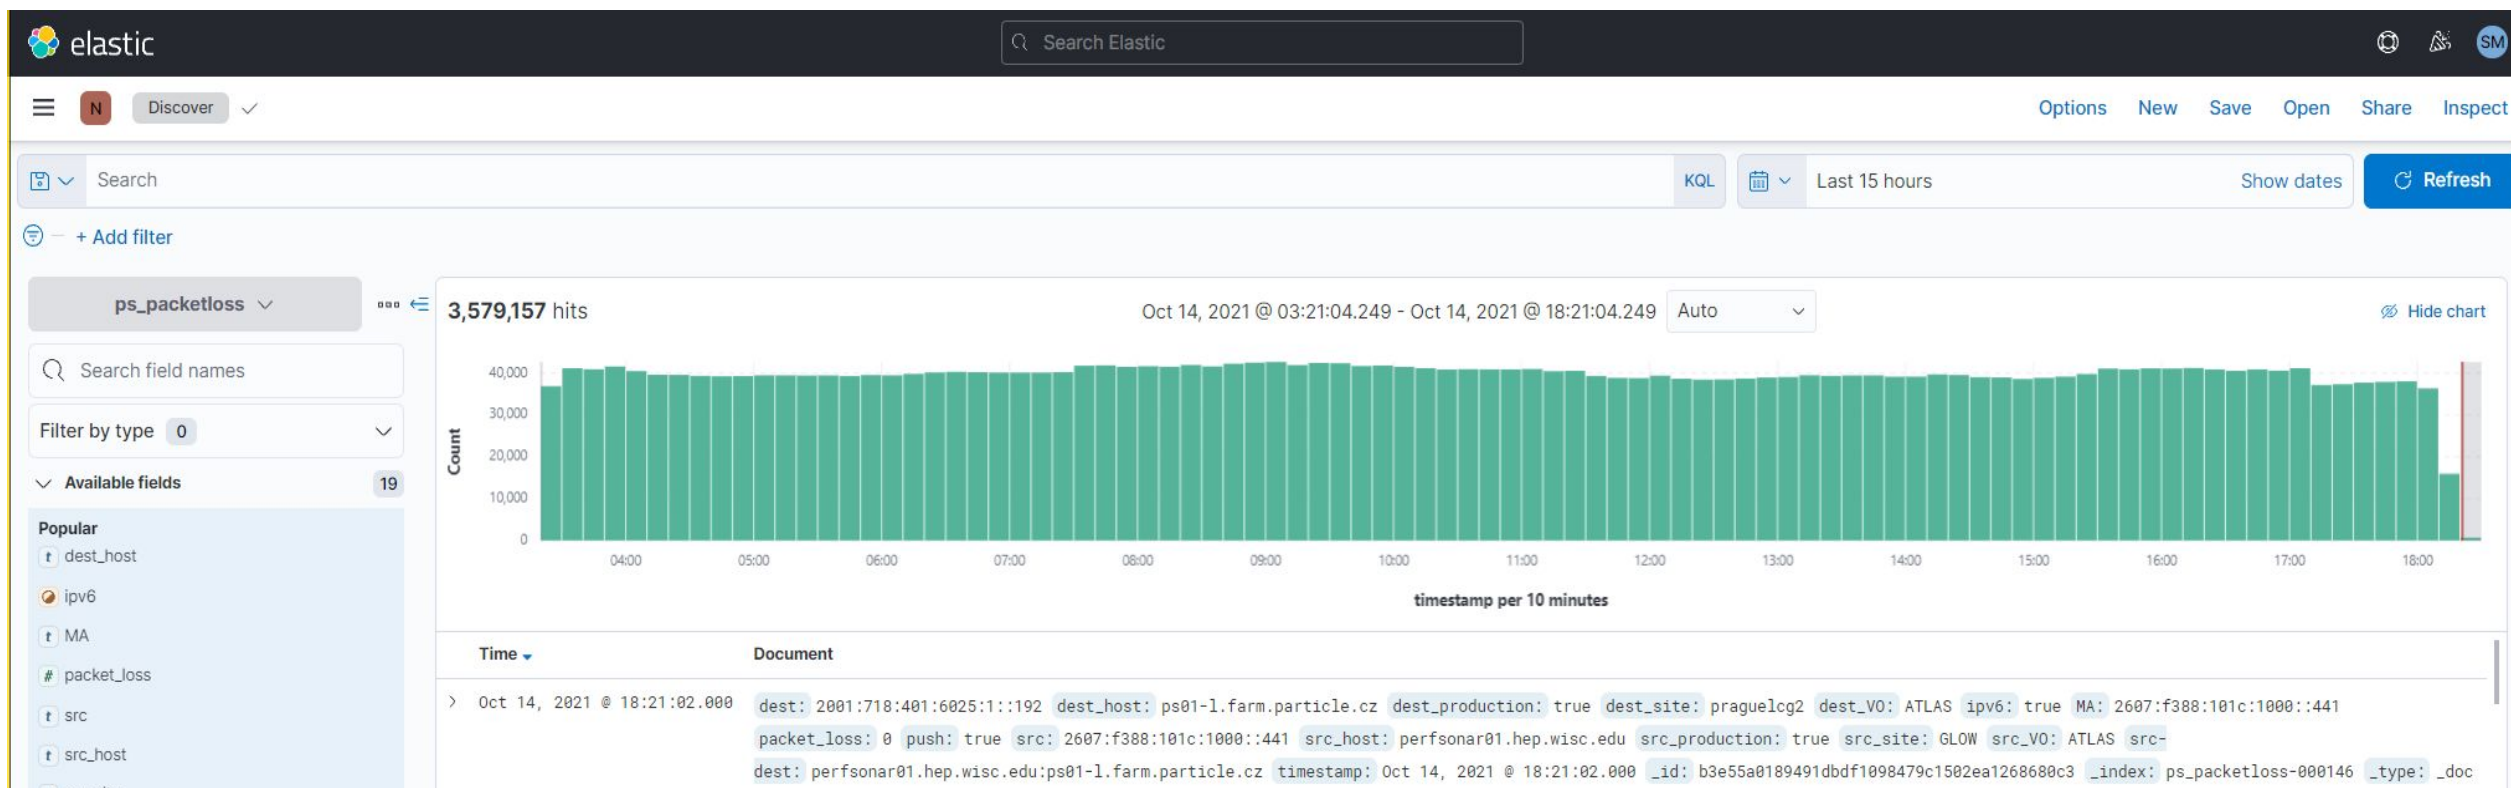 elastic
Search Elastic
SM
N
Discover
Options New Save Open Share Inspect
Search
KQL
Last 15 hours
Show dates
Refresh
+ Add filter
ps_packetloss
3,579,157 hits
Oct 14, 2021 @ 03:21:04.249 - Oct 14, 2021 @ 18:21:04.249
Auto
Hide chart
Search field names
Filter by type 0
Available fields 19
Popular
t dest_host
ipv6
t MA
# packet_loss
t src
t src_host
Count
40,000
30,000
20,000
10,000
0
04:00 05:00 06:00 07:00 08:00 09:00 10:00 11:00 12:00 13:00 14:00 15:00 16:00 17:00 18:00
timestamp per 10 minutes
Time Document
Oct 14, 2021 @ 18:21:02.000 dest: 2001:718:401:6025:1::192 dest_host: ps01-l.farm.particle.cz dest_production: true dest_site: praguelcg2 dest_VO: ATLAS ipv6: true MA: 2607:f388:101c:1000::441
packet_loss: 0 push: true src: 2607:f388:101c:1000::441 src_host: perfsonar01.hep.wisc.edu src_production: true src_site: GLOW src_VO: ATLAS src-
dest: perfsonar01.hep.wisc.edu:ps01-l.farm.particle.cz timestamp: Oct 14, 2021 @ 18:21:02.000 _id: b3e55a0189491dbdf1098479c1502ea1268680c3 _index: ps_packetloss-000146 _type: _doc